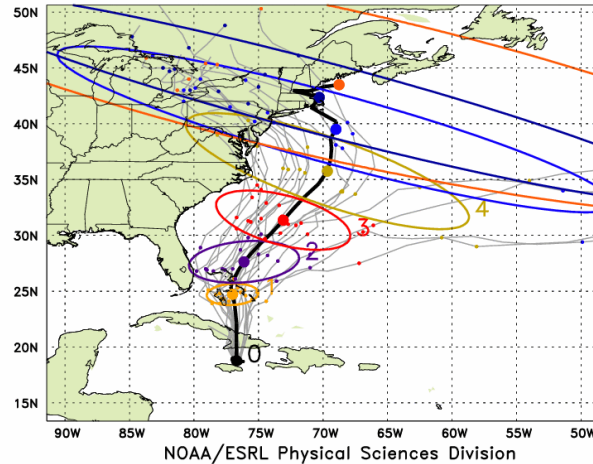 50N
45N
40N
35N
30N
25N
20N
15N
4
3
2
1
0
90W 85W 80W 75W 70W 65W 60W 55W 50W
NOAA/ESRL Physical Sciences Division